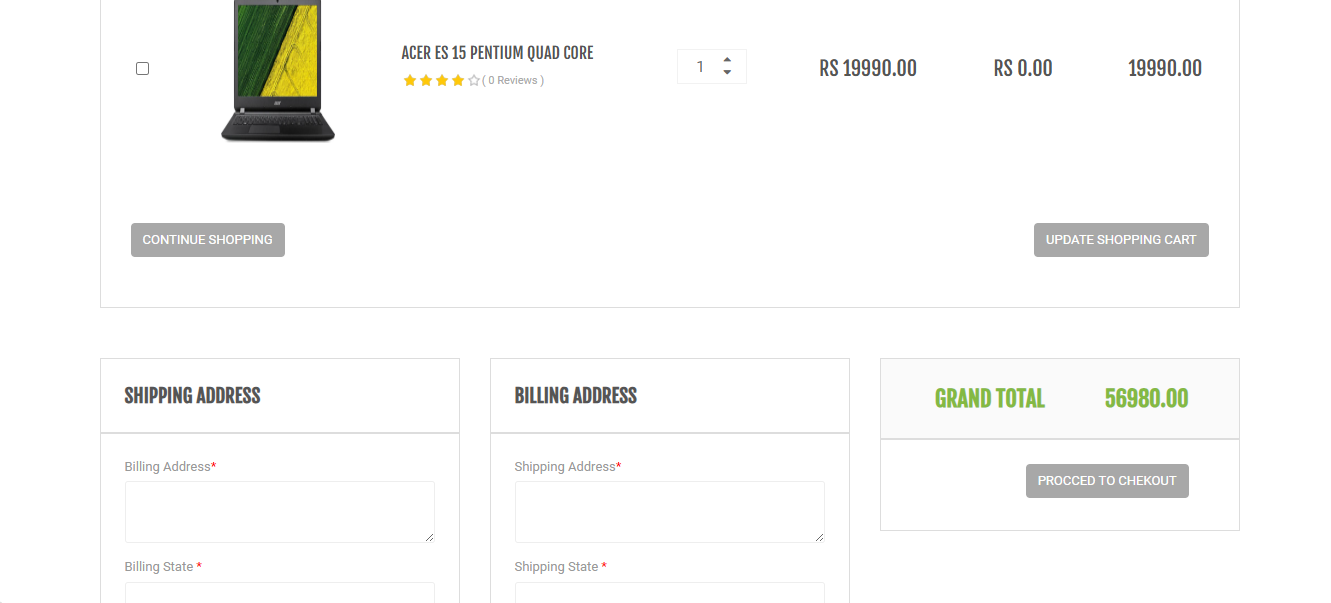 ACER ES 15 PENTIUM QUAD CORE
( 0 Reviews )
1
RS 19990.00
RS 0.00
19990.00
CONTINUE SHOPPING
UPDATE SHOPPING CART
SHIPPING ADDRESS
Billing Address*
Billing State *
BILLING ADDRESS
Shipping Address*
Shipping State *
GRAND TOTAL 56980.00
PROCCED TO CHEKOUT